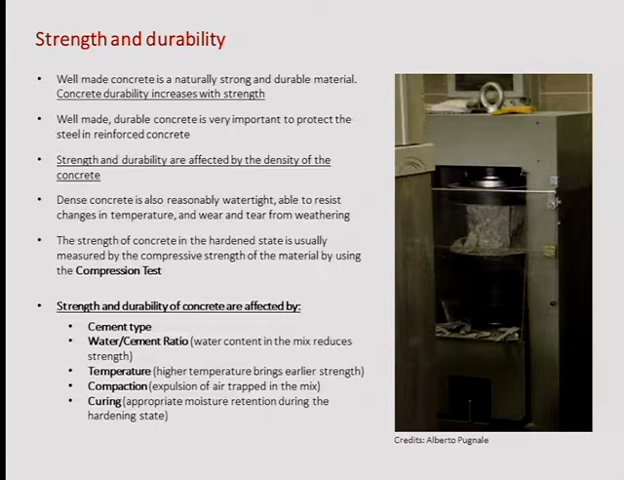 Strength and durability
• Well made concrete is a naturally strong and durable material.
Concrete durability increases with strength
• Well made, durable concrete is very important to protect the
steel in reinforced concrete
• Strength and durability are affected by the density of the
concrete
• Dense concrete is also reasonably watertight, able to resist
changes in temperature, and wear and tear from weathering
• The strength of concrete in the hardened state is usually
measured by the compressive strength of the material by using
the Compression Test
• Strength and durability of concrete are affected by:
• Cement type
• Water/Cement Ratio (water content in the mix reduces
strength)
• Temperature (higher temperature brings earlier strength)
• Compaction (expulsion of air trapped in the mix)
• Curing (appropriate moisture retention during the
hardening state)
Credits: Alberto Pugnale